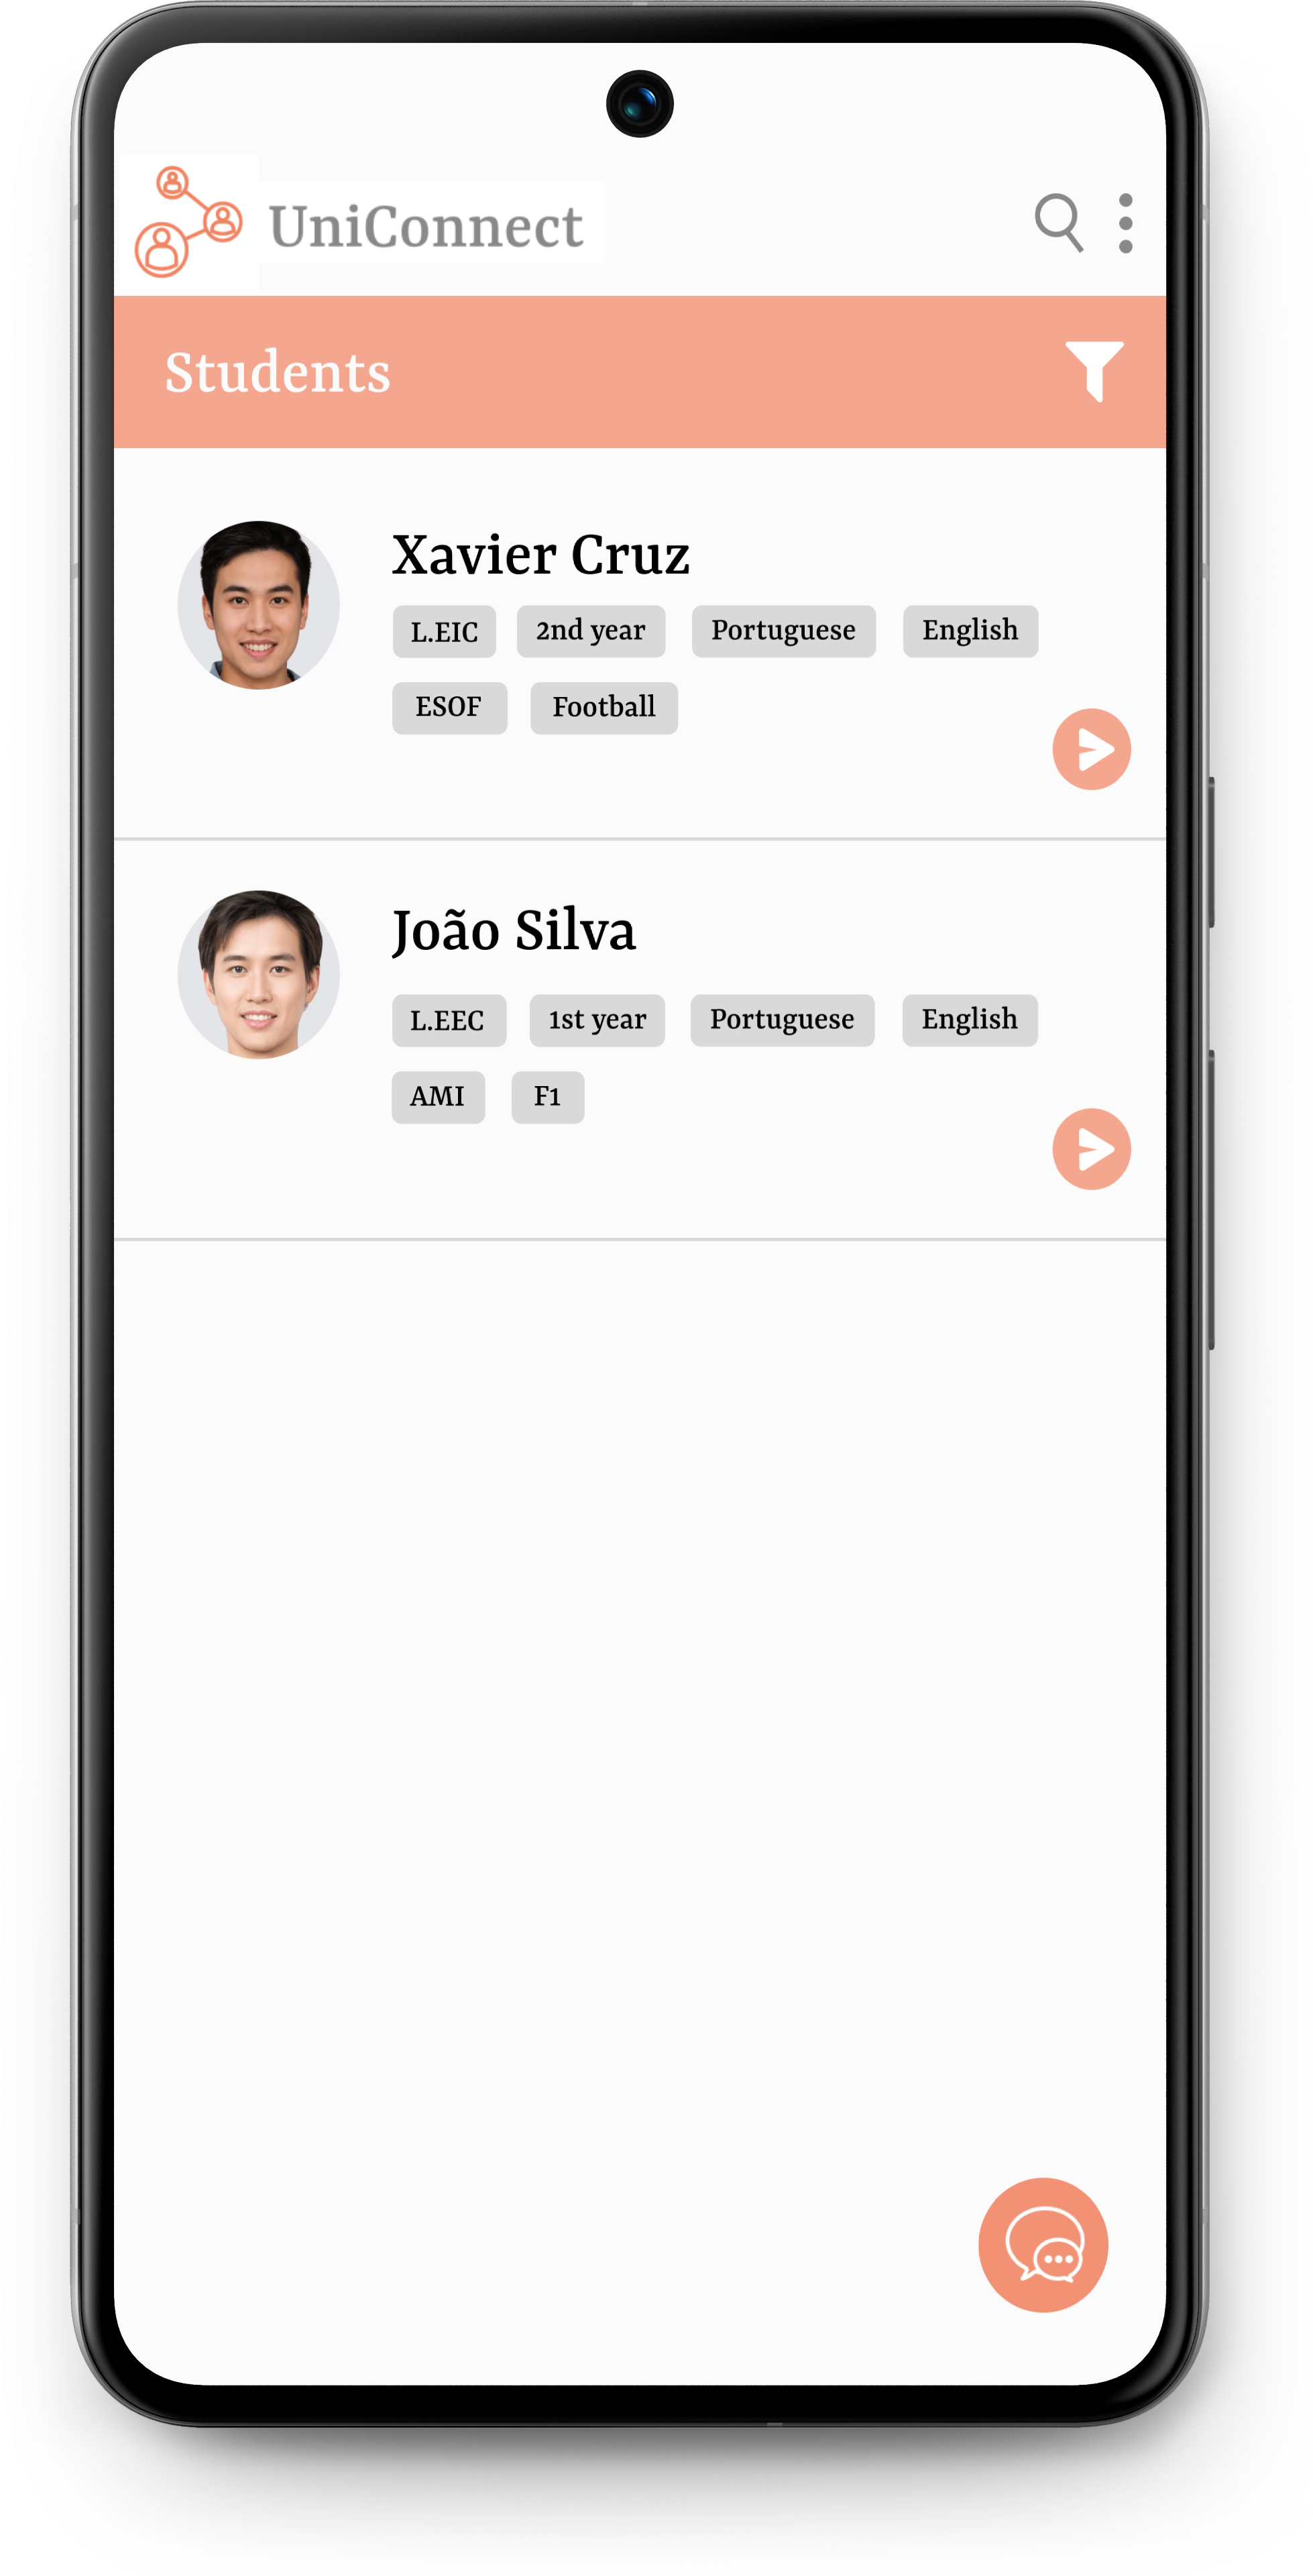 UniConnect
Students
Xavier Cruz
L.EIC 2nd year Portuguese English
ESOF Football
João Silva
L.EEC 1st year Portuguese English
AMI F1